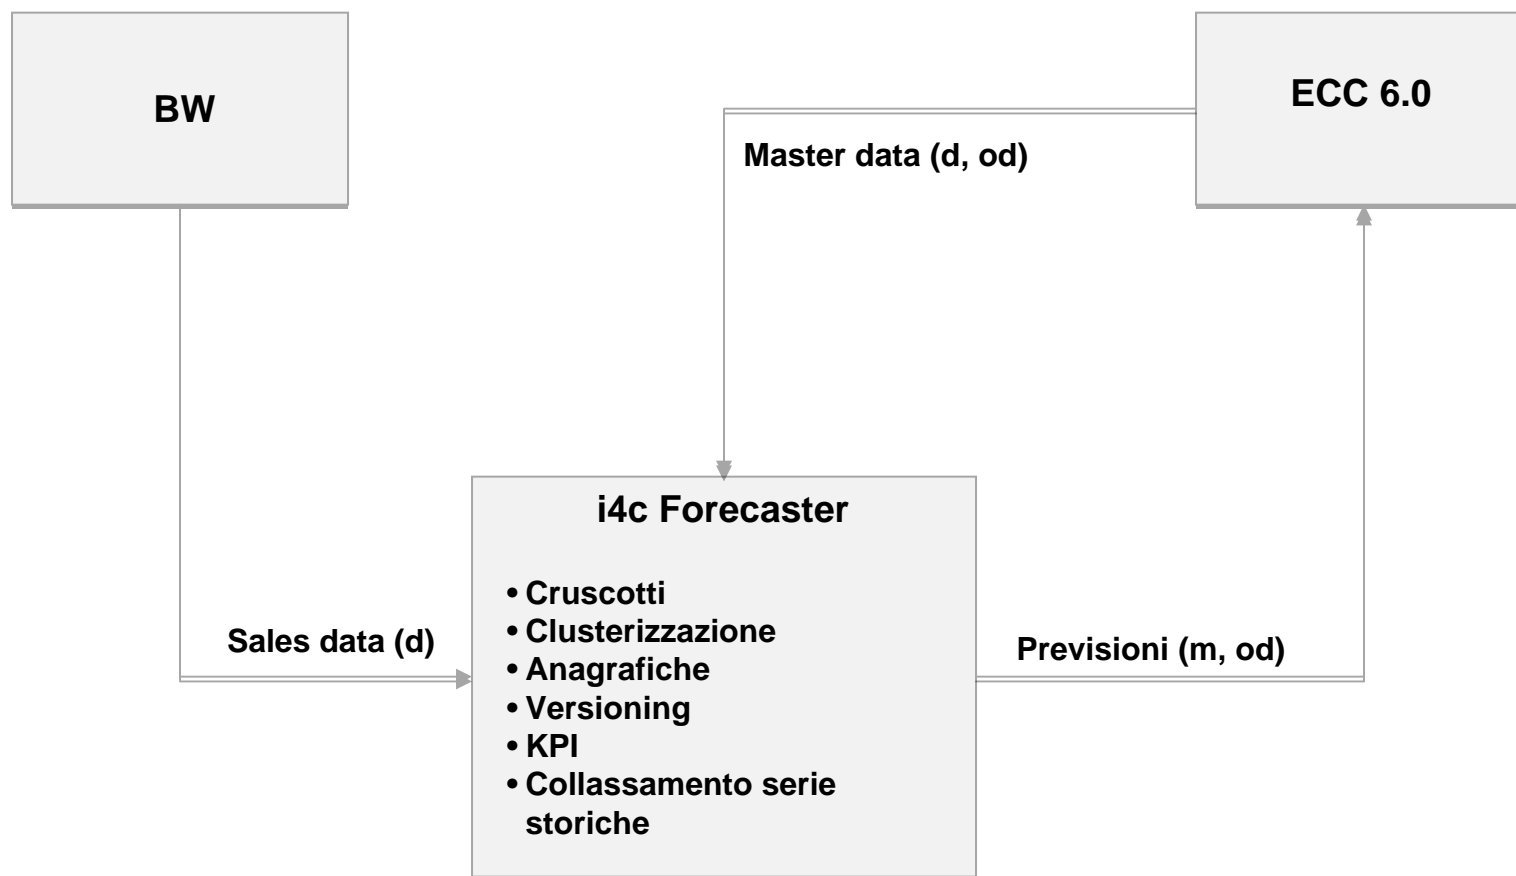 BW
ECC 6.0
Master data (d, od)
i4c Forecaster
• Cruscotti
• Clusterizzazione
• Anagrafiche
• Versioning
• KPI
• Collassamento serie
storiche
Sales data (d)
Previsioni (m, od)